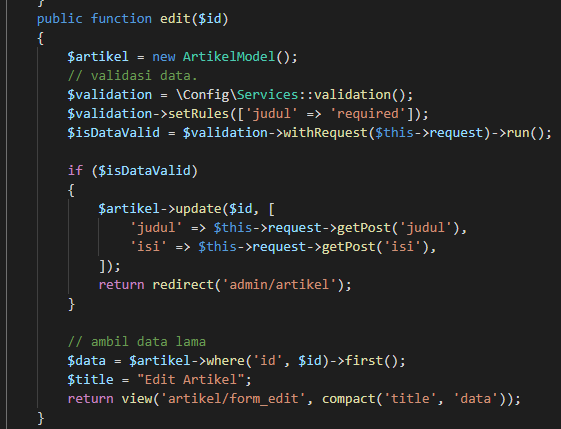 }
public function edit($id)
{
$artikel = new ArtikelModel();
// validasi data.
$validation = \Config\Services::validation();
$validation->setRules(['judul' => 'required']);
$isDataValid = $validation->withRequest($this->request)->run();
if ($isDataValid)
{
$artikel->update($id, [
'judul' => $this->request->getPost('judul'),
'isi' => $this->request->getPost('isi'),
]);
return redirect('admin/artikel');
}
// ambil data lama
$data = $artikel->where('id', $id)->first();
$title = "Edit Artikel";
return view('artikel/form_edit', compact('title', 'data'));
}